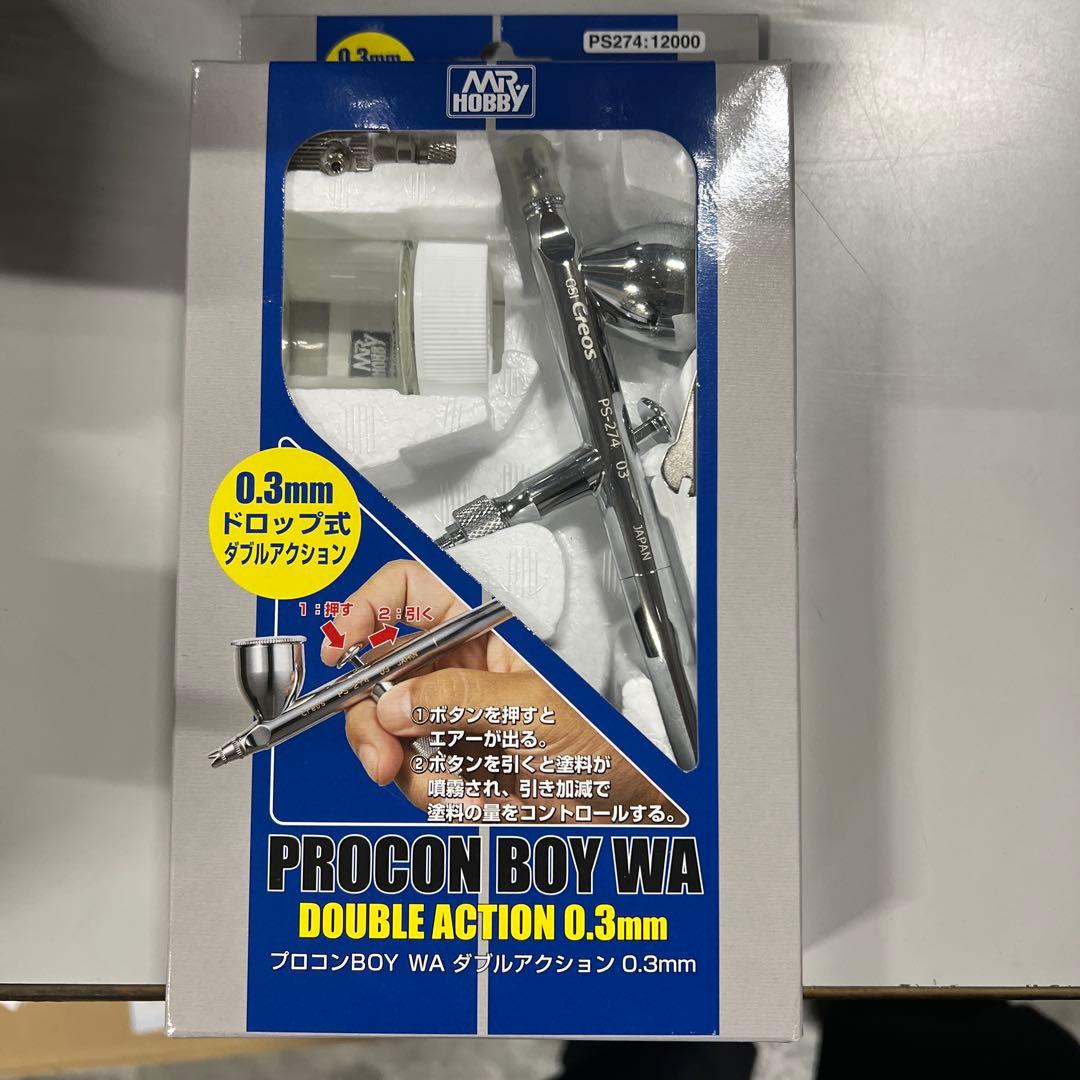 0.3mm
PS274:12000
MR
HOBBY
GSI Creos
PS-274 03
JAPAN
0.3mm
ドロップ式
ダブルアクション
1:押す
2:引く
Creos PS-274 03 JAPAN
①ボタンを押すと
エアーが出る。
②ボタンを引くと塗料が
噴霧され、引き加減で
塗料の量をコントロールする。
PROCON BOY WA
DOUBLE ACTION 0.3mm
プロコンBOY WA ダブルアクション 0.3mm